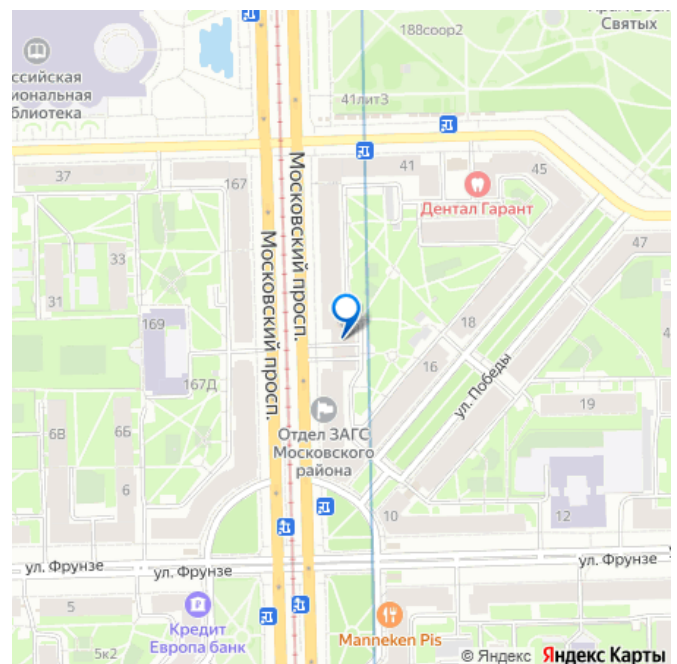 Святых
188соор2
ссийская
иональная
блиотека
41лит3
37
167
41
45
Дентал Гарант
Московский просп.
Московский просп.
33
31
47
169
18
16
167Д
ул. Победы
19
6В
6Б
6
Отдел ЗАГС
Московского
района
10
12
ул. Фрунзе
ул. Фрунзе
ул. Фрунзе
5
5к2
Кредит
Европа банк
Manneken Pis
© Яндекс Яндекс Карты